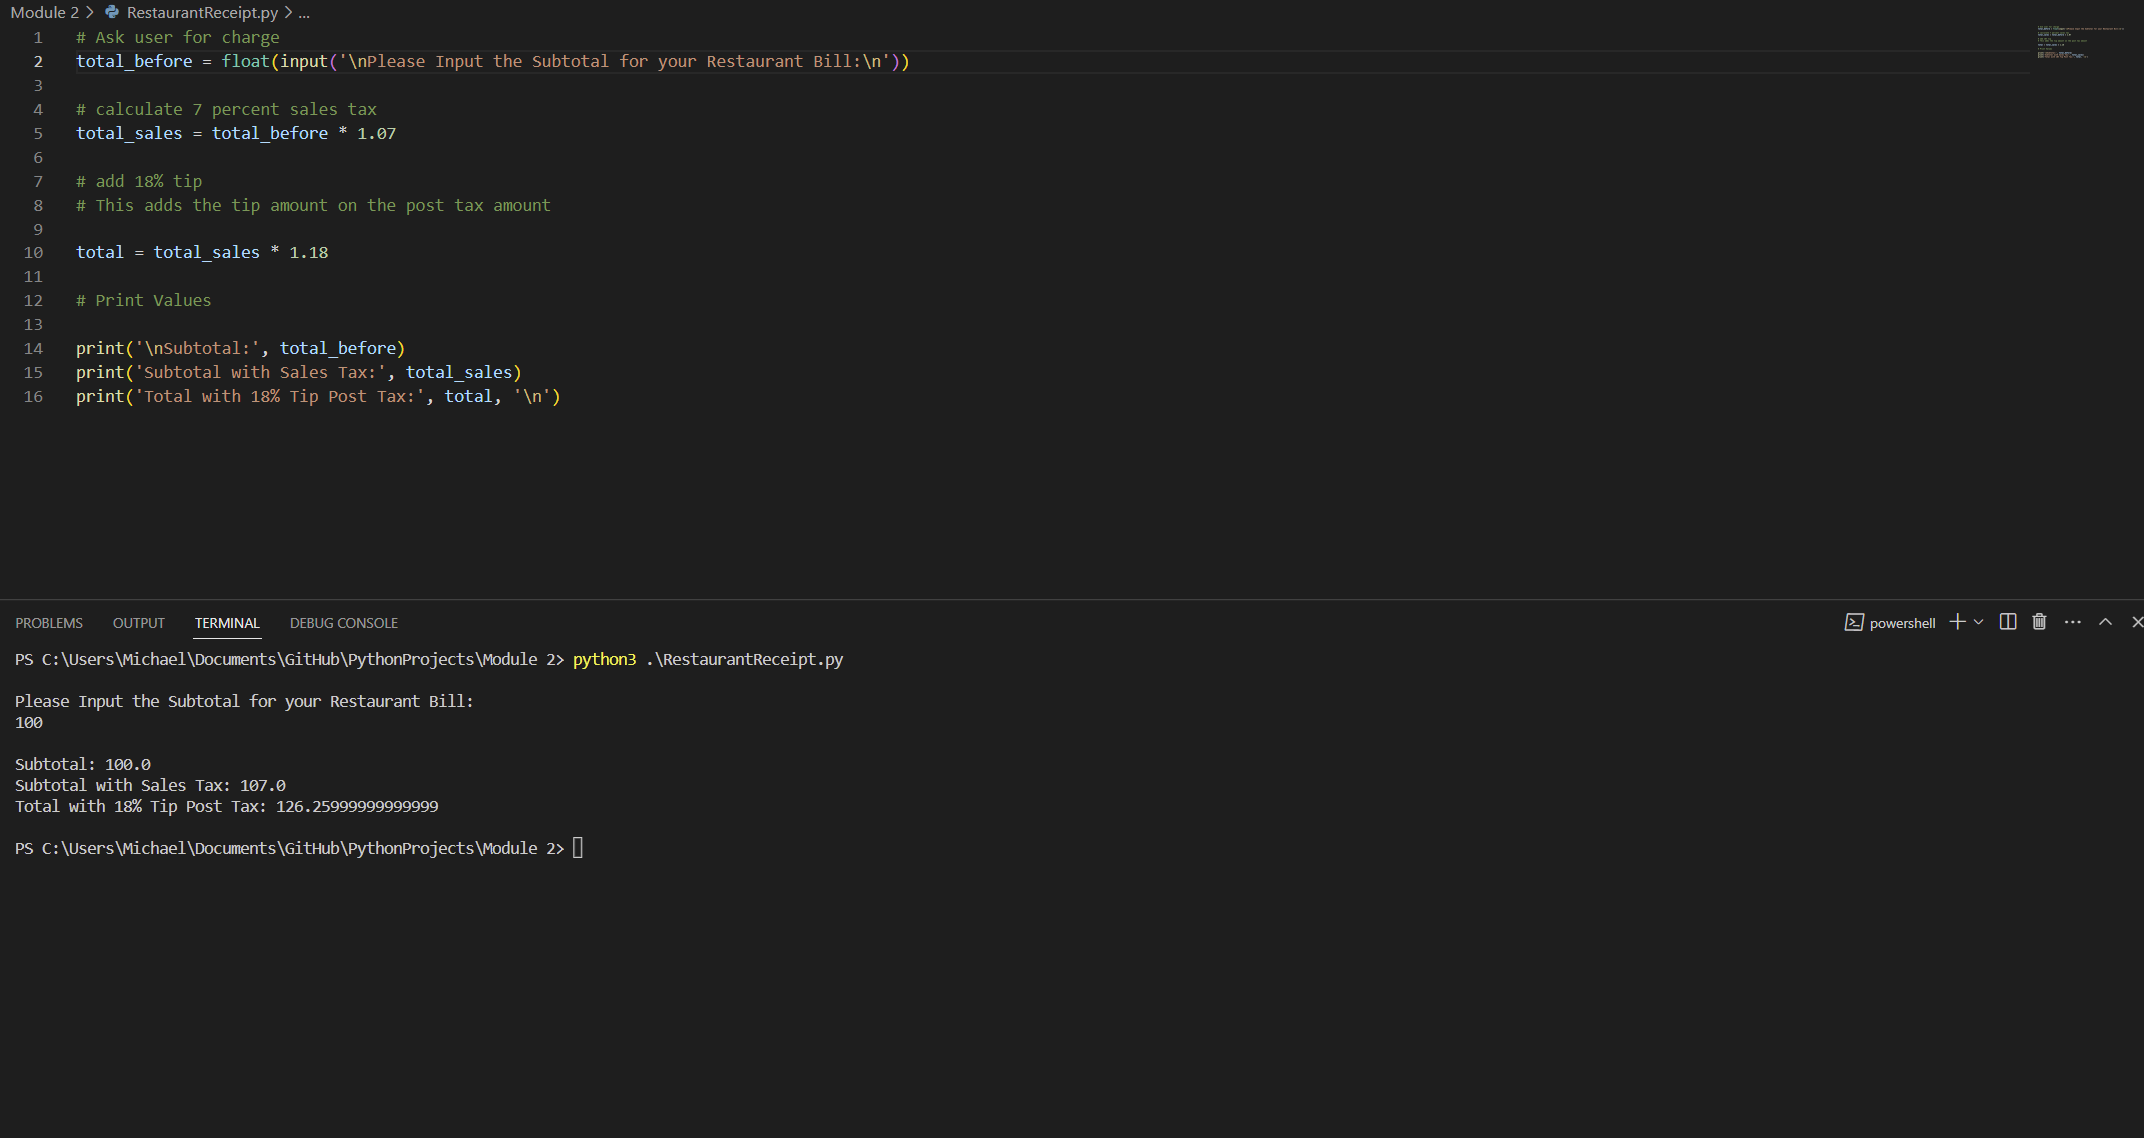 Module 2 > RestaurantReceipt.py > ...
1 # Ask user for charge
2 total_before = float(input('\nPlease Input the Subtotal for your Restaurant Bill:\n'))
3
4 # calculate 7 percent sales tax
5 total_sales = total_before * 1.07
6
7 # add 18% tip
8 # This adds the tip amount on the post tax amount
9
10 total = total_sales * 1.18
11
12 # Print Values
13
14 print('\nSubtotal:', total_before)
15 print('Subtotal with Sales Tax:', total_sales)
16 print('Total with 18% Tip Post Tax:', total, '\n')
PROBLEMS OUTPUT TERMINAL DEBUG CONSOLE powershell
PS C:\Users\Michael\Documents\GitHub\PythonProjects\Module 2> python3 .\RestaurantReceipt.py
Please Input the Subtotal for your Restaurant Bill:
100
Subtotal: 100.0
Subtotal with Sales Tax: 107.0
Total with 18% Tip Post Tax: 126.25999999999999
PS C:\Users\Michael\Documents\GitHub\PythonProjects\Module 2>